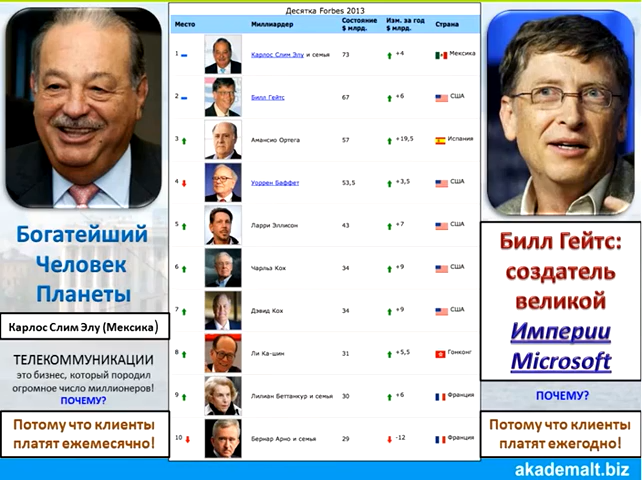 Десятка Forbes 2013
Место Миллиардер Состояние $ млрд. Изм. за год $ млрд. Страна
1 Карлос Слим Элу и семья 73 +4 Мексика
2 Билл Гейтс 67 +6 США
3 Амансио Ортега 57 +19,5 Испания
4 Уоррен Баффет 53,5 +3,5 США
5 Ларри Эллисон 43 +7 США
6 Чарльз Кох 34 +9 США
7 Дэвид Кох 34 +9 США
8 Ли Ка-шин 31 +5,5 Гонконг
9 Лилиан Беттанкур и семья 30 +6 Франция
10 Бернар Арно и семья 29 -12 Франция
Богатейший
Человек
Планеты
Карлос Слим Элу (Мексика)
ТЕЛЕКОММУНИКАЦИИ
это бизнес, который породил
огромное число миллионеров!
ПОЧЕМУ?
Потому что клиенты
платят ежемесячно!
Билл Гейтс:
создатель
великой
Империи
Microsoft
ПОЧЕМУ?
Потому что клиенты
платят ежегодно!
akademalt.biz